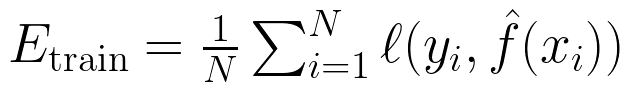 E_train = 1/N ∑_{i=1}^{N} ℓ(y_i, f̂(x_i))